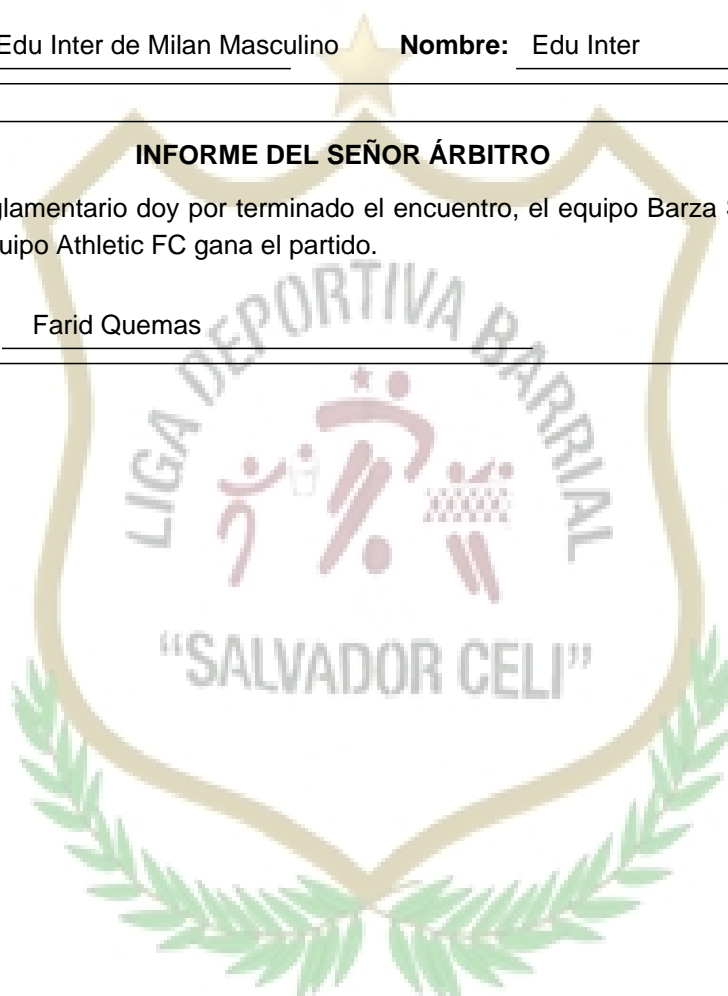 Edu Inter de Milan Masculino Nombre: Edu Inter
INFORME DEL SEÑOR ÁRBITRO
glamentario doy por terminado el encuentro, el equipo Barza
uipo Athletic FC gana el partido.
Farid Quemas
LIGA DEPORTIVA BARRIAL
“SALVADOR CELI”